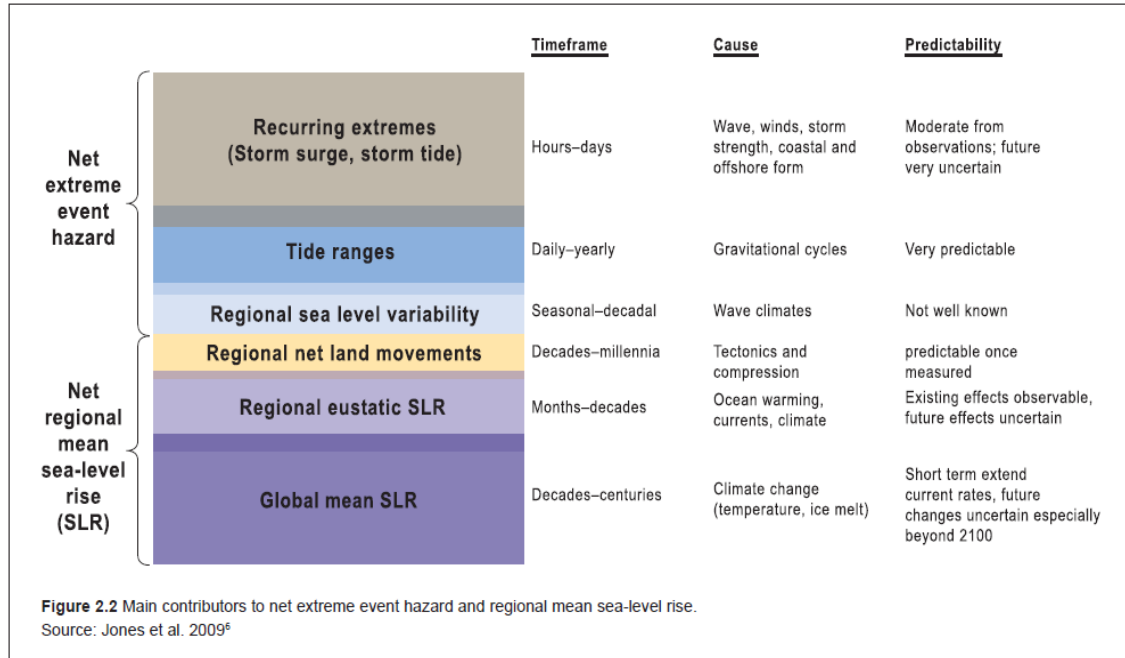 Timeframe
Cause
Predictability
Net
extreme
event
hazard
Recurring extremes
(Storm surge, storm tide)
Hours–days
Wave, winds, storm
strength, coastal and
offshore form
Moderate from
observations; future
very uncertain
Tide ranges
Daily–yearly
Gravitational cycles
Very predictable
Regional sea level variability
Seasonal–decadal
Wave climates
Not well known
Net
regional
mean
sea-level
rise
(SLR)
Regional net land movements
Decades–millennia
Tectonics and
compression
predictable once
measured
Regional eustatic SLR
Months–decades
Ocean warming,
currents, climate
Existing effects observable,
future effects uncertain
Global mean SLR
Decades–centuries
Climate change
(temperature, ice melt)
Short term extend
current rates, future
changes uncertain especially
beyond 2100
Figure 2.2 Main contributors to net extreme event hazard and regional mean sea-level rise.
Source: Jones et al. 2009⁶